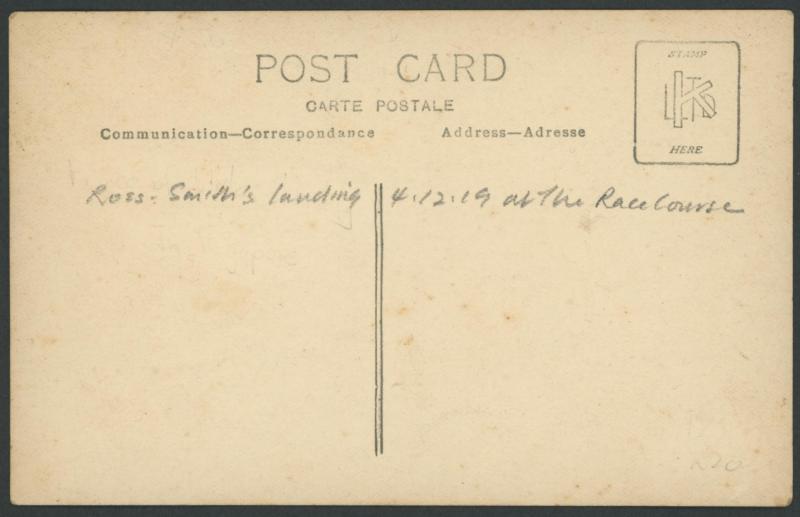 POST CARD
CARTE POSTALE
Communication—Correspondance Address—Adresse
STAMP
HERE
Ross-Smith's landing 4.12.19 at the Racecourse